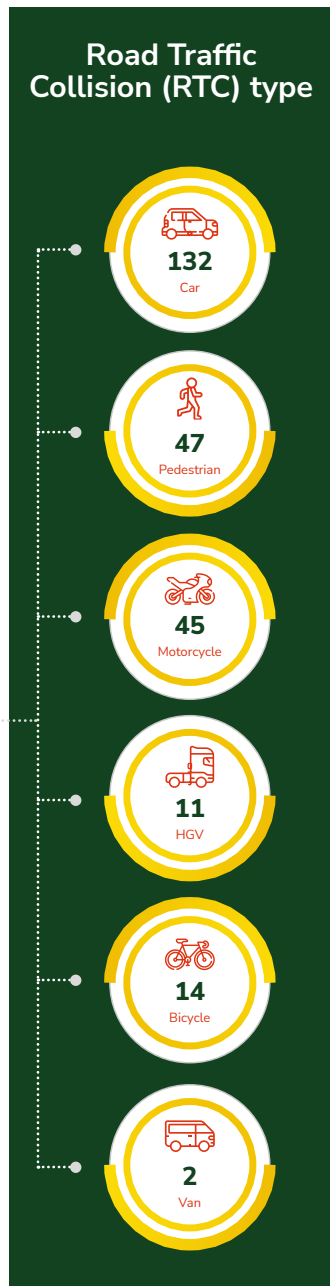 Road Traffic
Collision (RTC) type
132
Car
47
Pedestrian
45
Motorcycle
11
HGV
14
Bicycle
2
Van